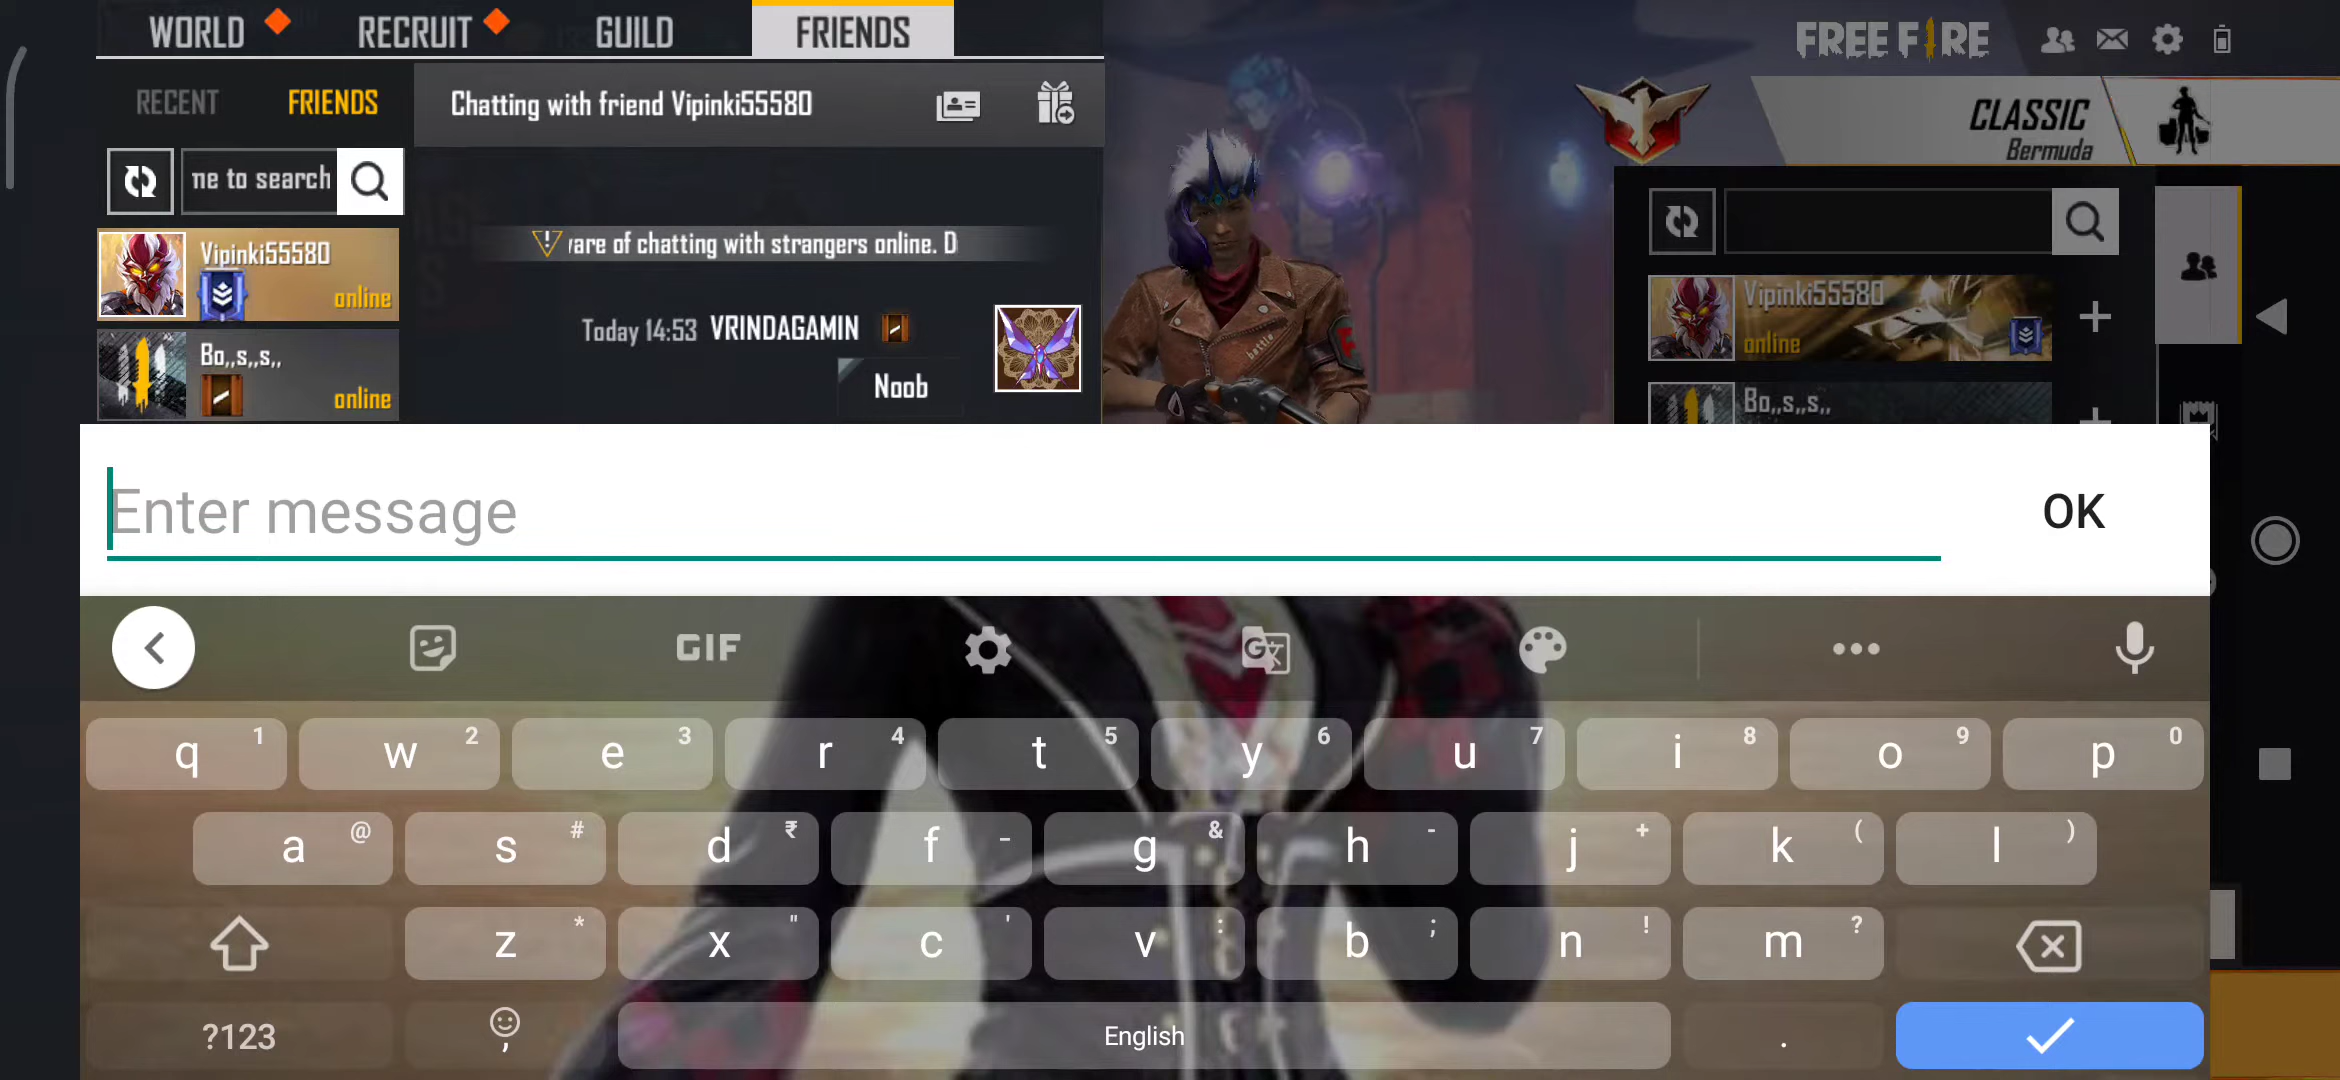 WORLD RECRUIT GUILD FRIENDS
FREE FIRE
RECENT FRIENDS
Chatting with friend Vipinki55580
CLASSIC
Bermuda
ne to search
vare of chatting with strangers online. D
Vipinki55580
online
Bo,,s,,s,,
online
Today 14:53 VRINDAGAMIN
Noob
Vipinki55580
online
Bo,,s,,s,,
Enter message
OK
GIF
q 1 w 2 e 3 r 4 t 5 y 6 u 7 i 8 o 9 p 0
a @ s # d ₹ f _ g & h - j + k ( l )
z * x " c ' v : b ; n ! m ?
?123 , English .